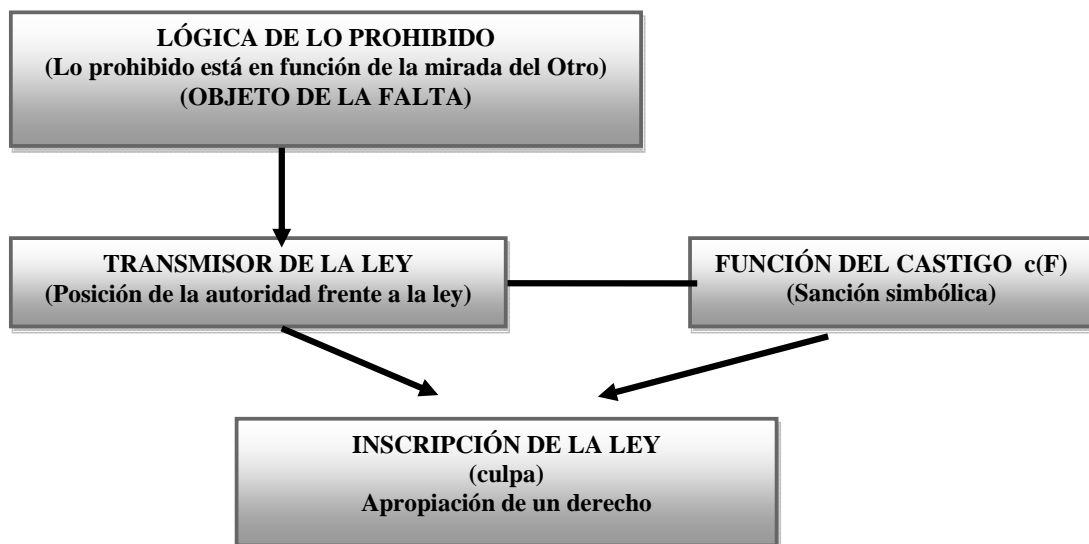 LÓGICA DE LO PROHIBIDO
(Lo prohibido está en función de la mirada del Otro)
(OBJETO DE LA FALTA)
TRANSMISOR DE LA LEY
(Posición de la autoridad frente a la ley)
FUNCIÓN DEL CASTIGO c(F)
(Sanción simbólica)
INSCRIPCIÓN DE LA LEY
(culpa)
Apropiación de un derecho